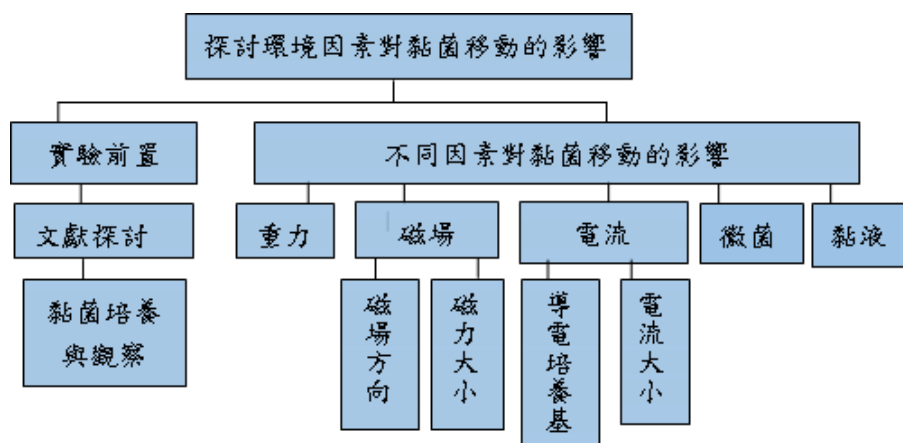 探討環境因素對黏菌移動的影響
實驗前置
不同因素對黏菌移動的影響
文獻探討
重力
磁場
電流
黴菌
黏液
黏菌培養
與觀察
磁場方向
磁力大小
導電培養基
電流大小